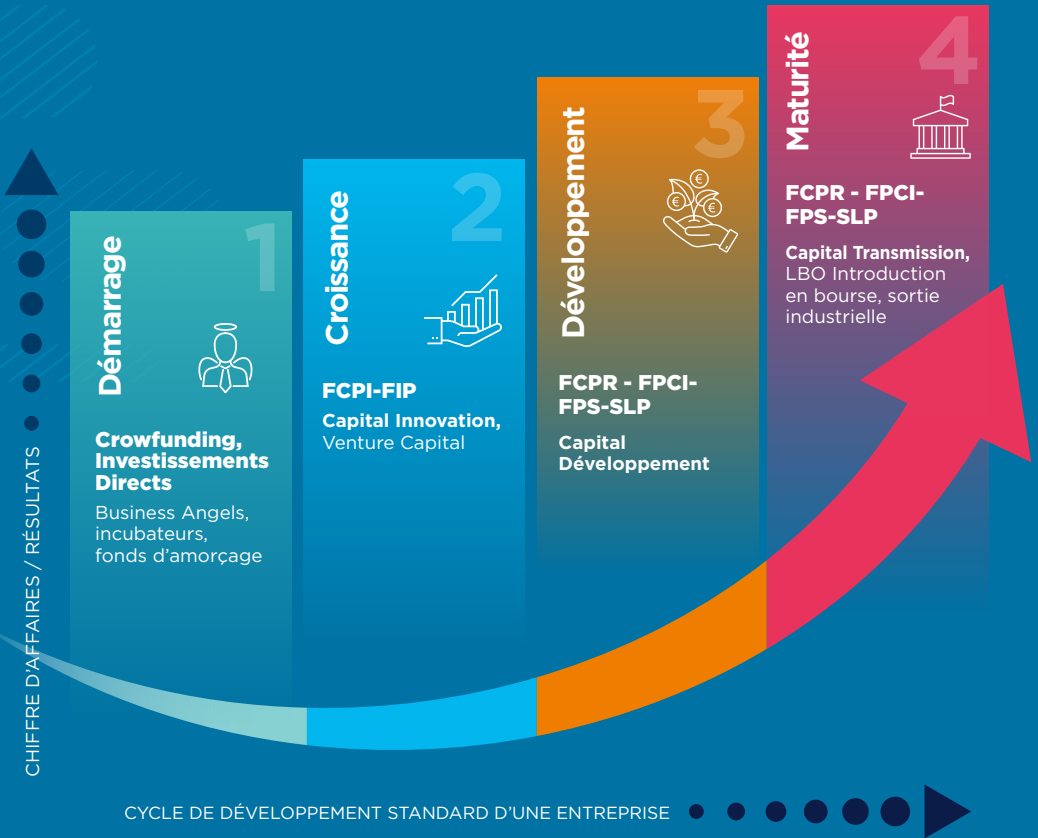 1
Démarrage
Crowfunding,
Investissements
Directs
Business Angels,
incubateurs,
fonds d'amorçage
2
Croissance
FCPI-FIP
Capital Innovation,
Venture Capital
3
Développement
FCPR - FPCI-
FPS-SLP
Capital
Développement
4
Maturité
FCPR - FPCI-
FPS-SLP
Capital Transmission,
LBO Introduction
en bourse, sortie
industrielle
CHIFFRE D'AFFAIRES / RÉSULTATS
CYCLE DE DÉVELOPPEMENT STANDARD D'UNE ENTREPRISE